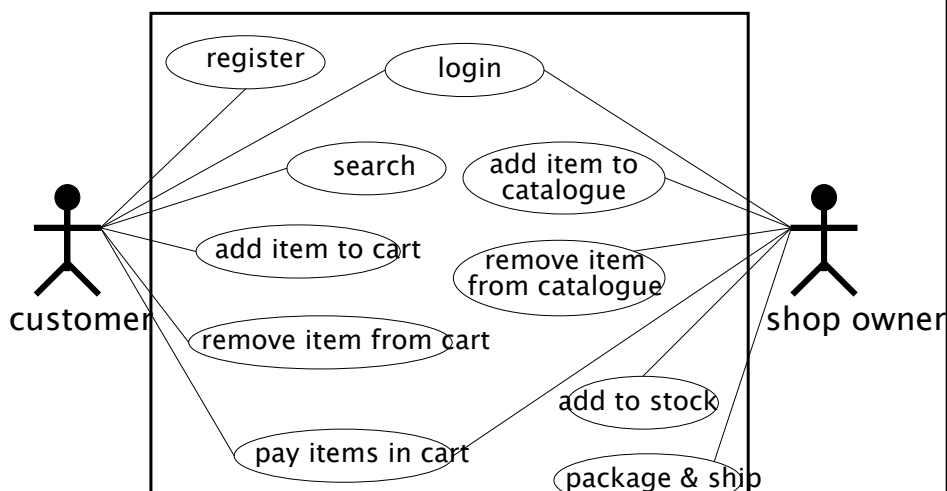 register
login
search
add item to
catalogue
add item to cart
remove item
from catalogue
customer
shop owner
remove item from cart
add to stock
pay items in cart
package & ship